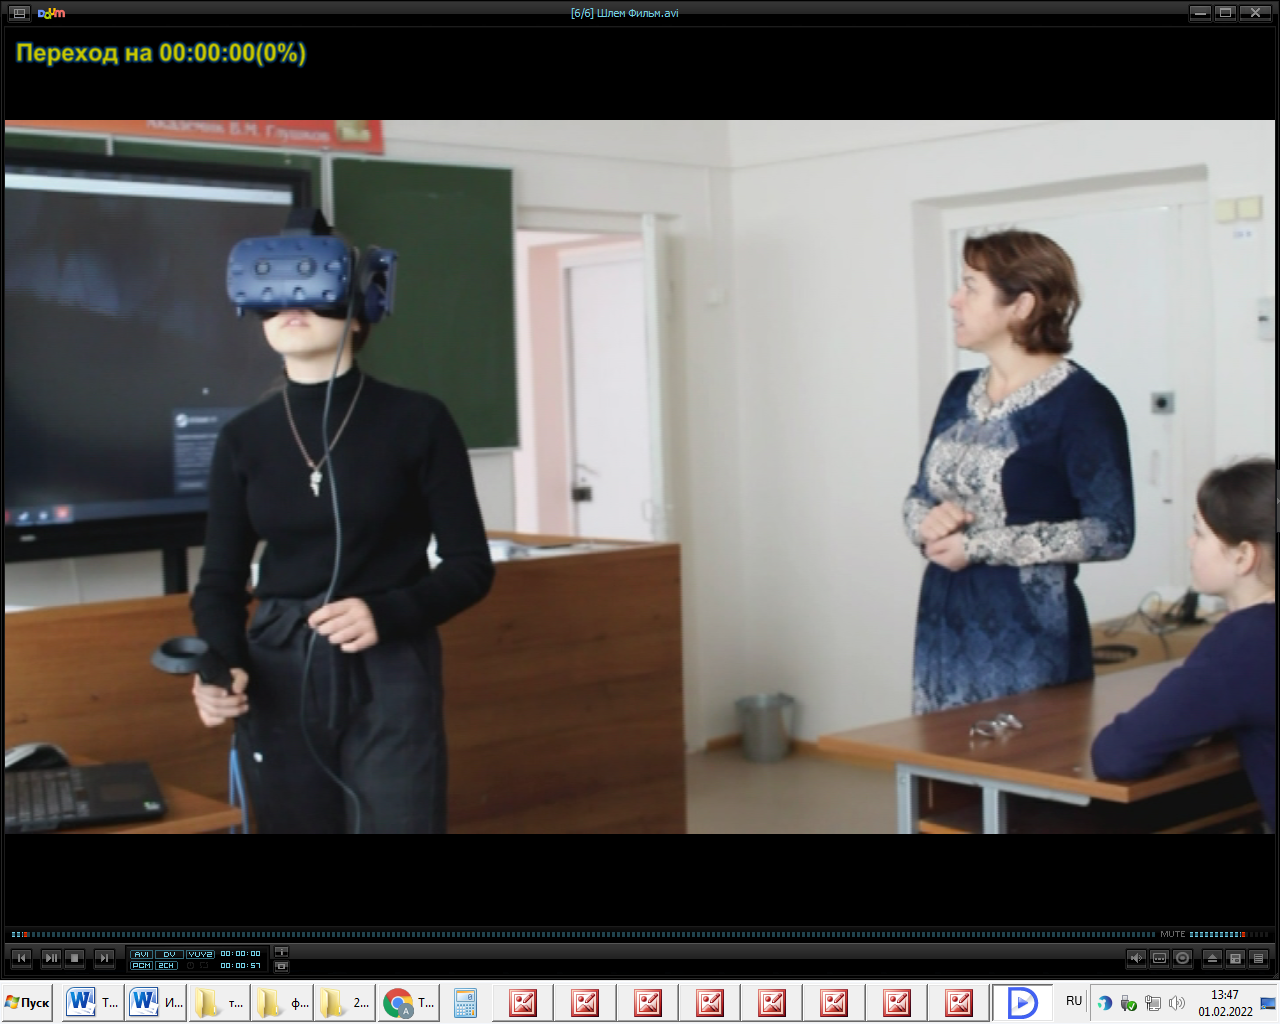 [6/6] Шлем Фильм.avi
Переход на 00:00:00(0%)
Академик В.М. Глушков
MUTE
AVI DV YUV2 00:00:00
PCM 2CH 00:00:57
Пуск
Т...
И...
т...
ф...
2...
Т...
RU
13:47
01.02.2022